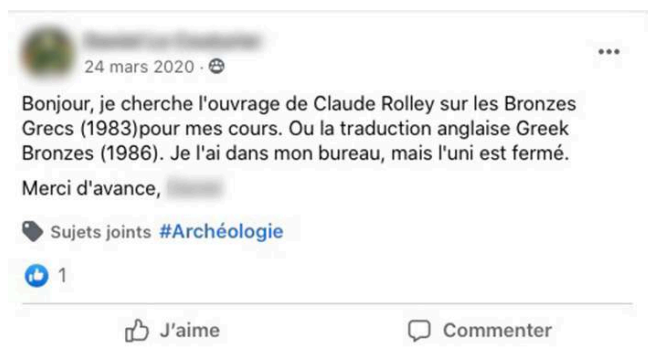 24 mars 2020 ·
Bonjour, je cherche l'ouvrage de Claude Rolley sur les Bronzes
Grecs (1983)pour mes cours. Ou la traduction anglaise Greek
Bronzes (1986). Je l'ai dans mon bureau, mais l'uni est fermé.
Merci d'avance,
Sujets joints #Archéologie
1
J'aime
Commenter